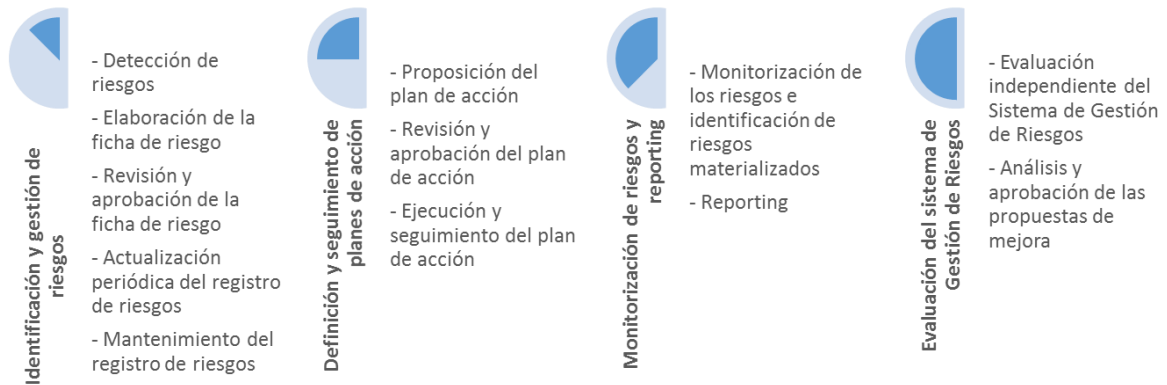 Identificación y gestión de
riesgos
- Detección de
riesgos
- Elaboración de la
ficha de riesgo
- Revisión y
aprobación de la
ficha de riesgo
- Actualización
periódica del registro
de riesgos
- Mantenimiento del
registro de riesgos
Definición y seguimiento de
planes de acción
- Proposición del
plan de acción
- Revisión y
aprobación del plan
de acción
- Ejecución y
seguimiento del plan
de acción
Monitorización de riesgos y
reporting
- Monitorización de
los riesgos e
identificación de
riesgos
materializados
- Reporting
Evaluación del sistema de
Gestión de Riesgos
- Evaluación
independiente del
Sistema de Gestión
de Riesgos
- Análisis y
aprobación de las
propuestas de
mejora